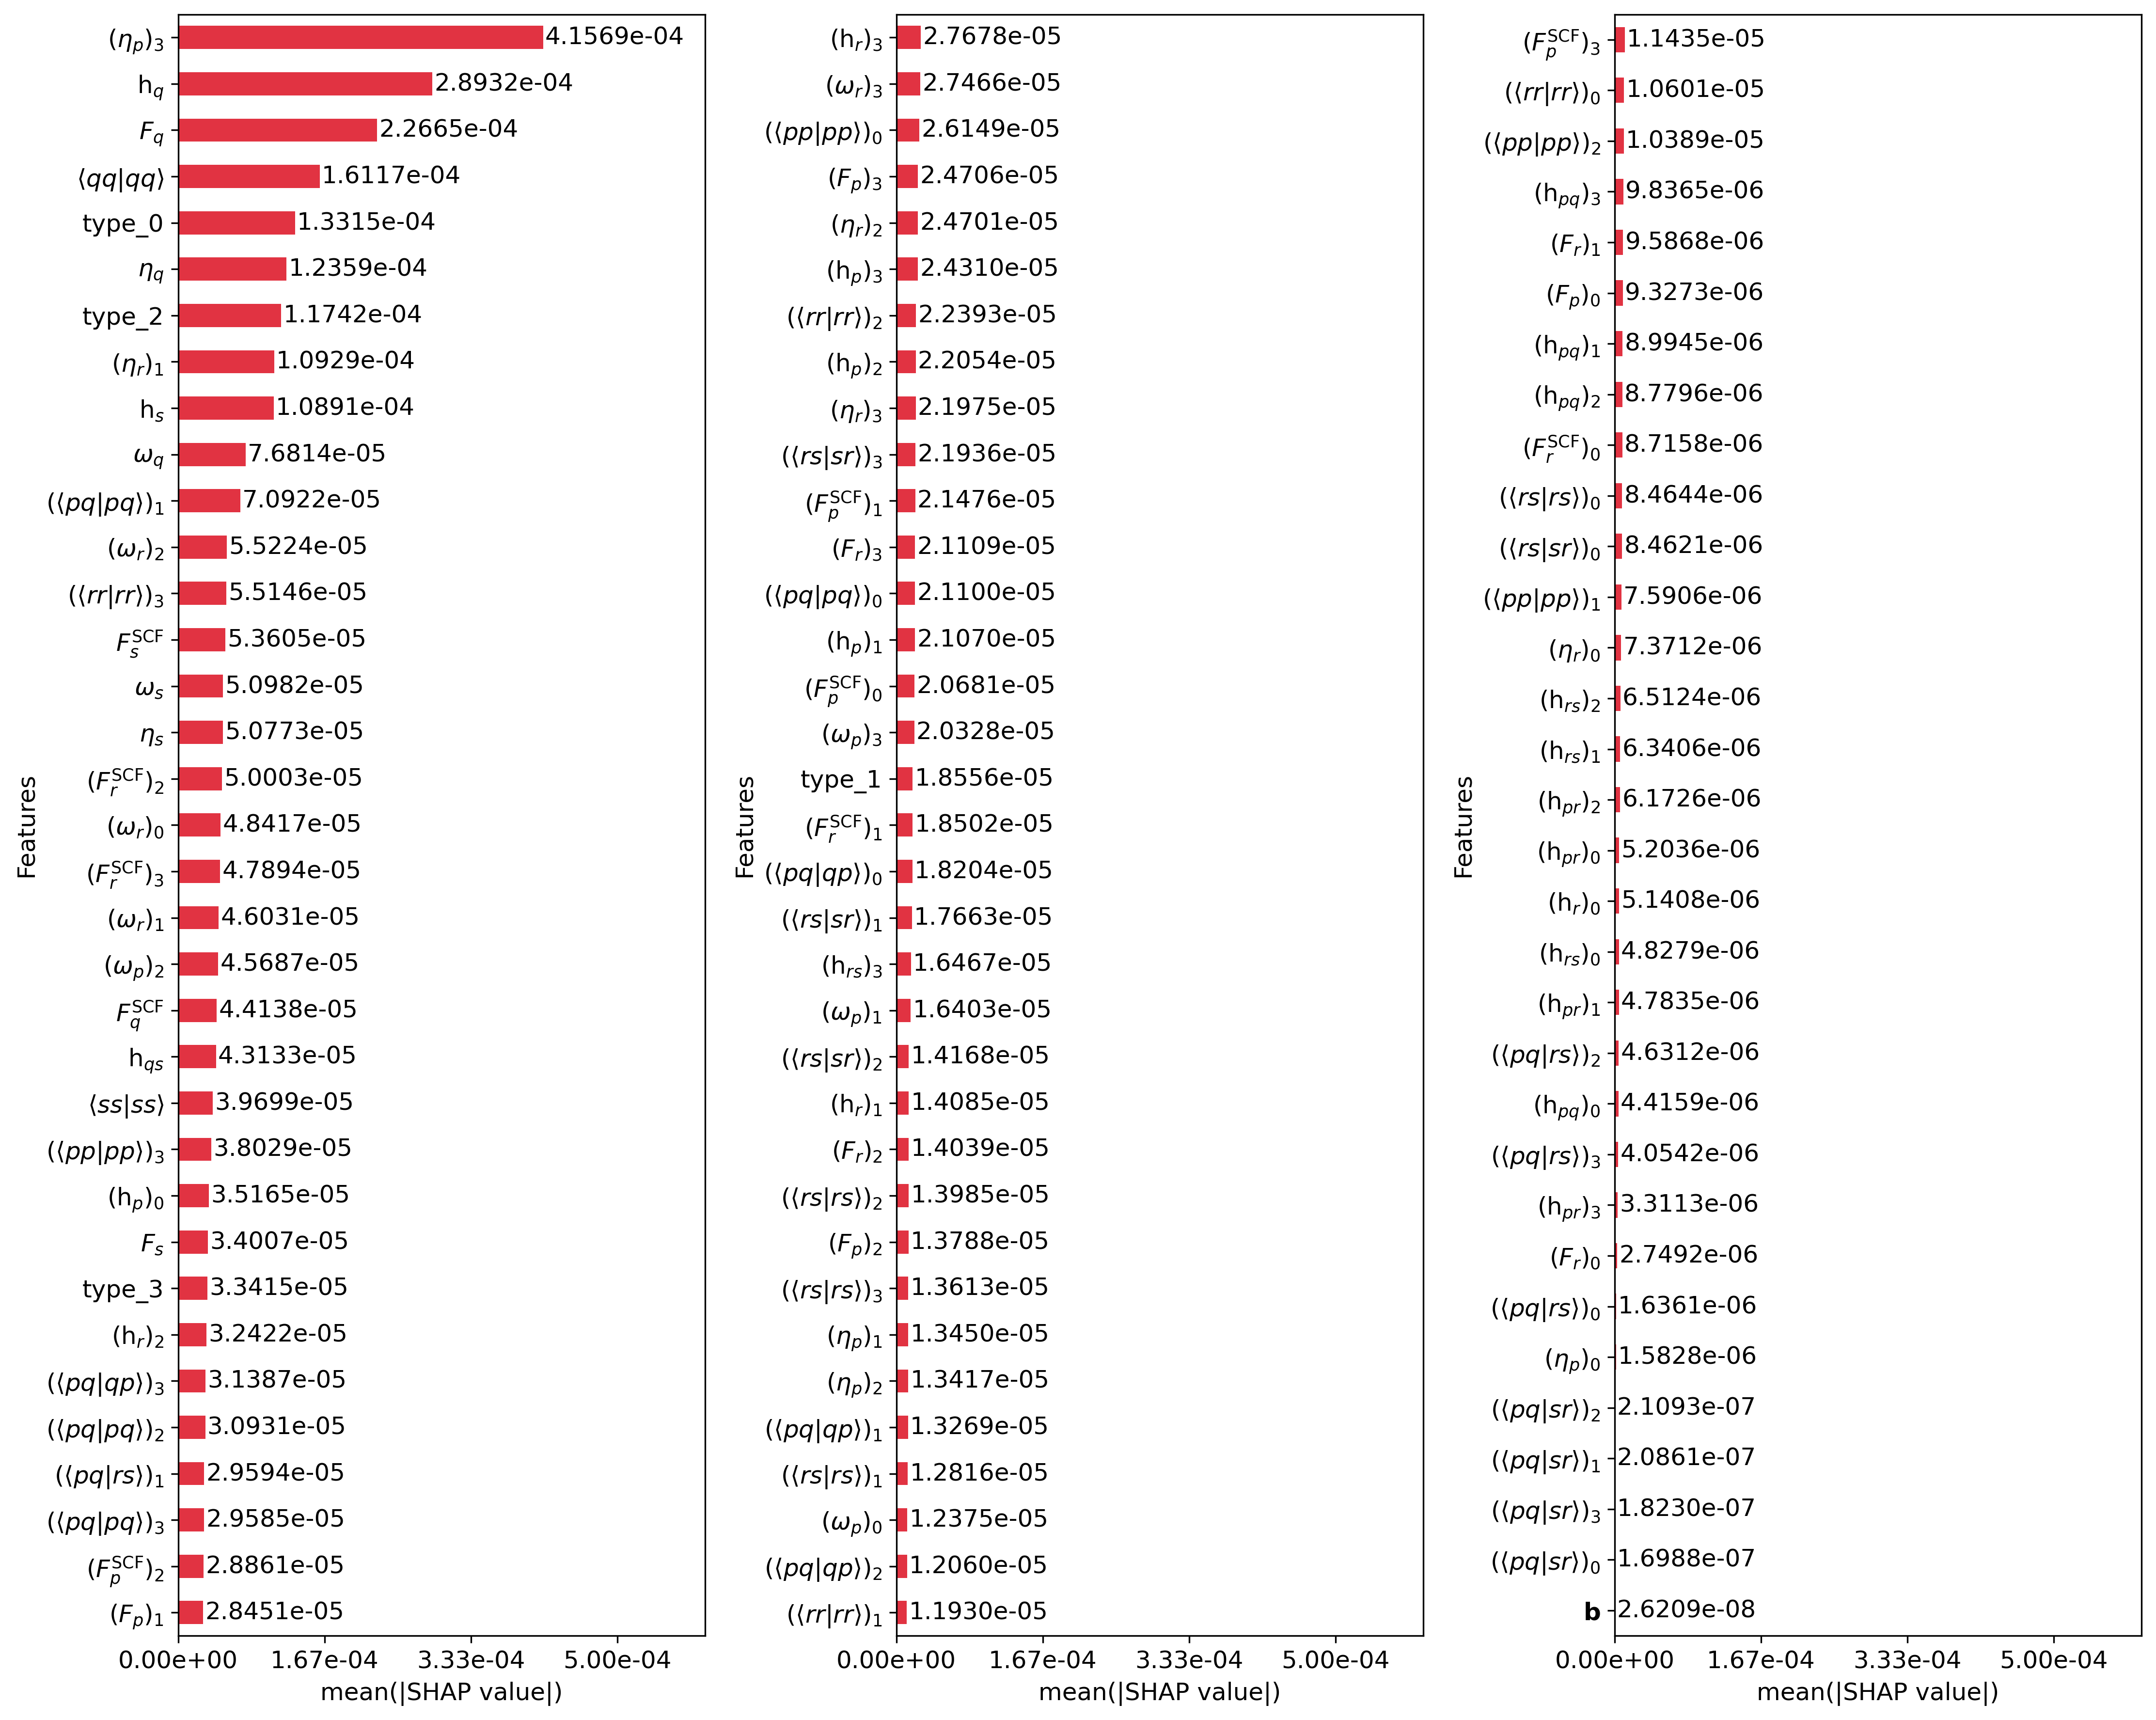 (η_p)_3 4.1569e-04
h_q 2.8932e-04
F_q 2.2665e-04
⟨qq|qq⟩ 1.6117e-04
type_0 1.3315e-04
η_q 1.2359e-04
type_2 1.1742e-04
(η_r)_1 1.0929e-04
h_s 1.0891e-04
ω_q 7.6814e-05
(⟨pq|pq⟩)_1 7.0922e-05
(ω_r)_2 5.5224e-05
(⟨rr|rr⟩)_3 5.5146e-05
F_s^SCF 5.3605e-05
ω_s 5.0982e-05
η_s 5.0773e-05
(F_r^SCF)_2 5.0003e-05
(ω_r)_0 4.8417e-05
(F_r^SCF)_3 4.7894e-05
(ω_r)_1 4.6031e-05
(ω_p)_2 4.5687e-05
F_q^SCF 4.4138e-05
h_qs 4.3133e-05
⟨ss|ss⟩ 3.9699e-05
(⟨pp|pp⟩)_3 3.8029e-05
(h_p)_0 3.5165e-05
F_s 3.4007e-05
type_3 3.3415e-05
(h_r)_2 3.2422e-05
(⟨pq|qp⟩)_3 3.1387e-05
(⟨pq|pq⟩)_2 3.0931e-05
(⟨pq|rs⟩)_1 2.9594e-05
(⟨pq|pq⟩)_3 2.9585e-05
(F_p^SCF)_2 2.8861e-05
(F_p)_1 2.8451e-05
0.00e+00 1.67e-04 3.33e-04 5.00e-04
mean(|SHAP value|)
Features
(h_r)_3 2.7678e-05
(ω_r)_3 2.7466e-05
(⟨pp|pp⟩)_0 2.6149e-05
(F_p)_3 2.4706e-05
(η_r)_2 2.4701e-05
(h_p)_3 2.4310e-05
(⟨rr|rr⟩)_2 2.2393e-05
(h_p)_2 2.2054e-05
(η_r)_3 2.1975e-05
(⟨rs|sr⟩)_3 2.1936e-05
(F_p^SCF)_1 2.1476e-05
(F_r)_3 2.1109e-05
(⟨pq|pq⟩)_0 2.1100e-05
(h_p)_1 2.1070e-05
(F_p^SCF)_0 2.0681e-05
(ω_p)_3 2.0328e-05
type_1 1.8556e-05
(F_r^SCF)_1 1.8502e-05
(⟨pq|qp⟩)_0 1.8204e-05
(⟨rs|sr⟩)_1 1.7663e-05
(h_rs)_3 1.6467e-05
(ω_p)_1 1.6403e-05
(⟨rs|sr⟩)_2 1.4168e-05
(h_r)_1 1.4085e-05
(F_r)_2 1.4039e-05
(⟨rs|rs⟩)_2 1.3985e-05
(F_p)_2 1.3788e-05
(⟨rs|rs⟩)_3 1.3613e-05
(η_p)_1 1.3450e-05
(η_p)_2 1.3417e-05
(⟨pq|qp⟩)_1 1.3269e-05
(⟨rs|rs⟩)_1 1.2816e-05
(ω_p)_0 1.2375e-05
(⟨pq|qp⟩)_2 1.2060e-05
(⟨rr|rr⟩)_1 1.1930e-05
0.00e+00 1.67e-04 3.33e-04 5.00e-04
mean(|SHAP value|)
Features
(F_p^SCF)_3 1.1435e-05
(⟨rr|rr⟩)_0 1.0601e-05
(⟨pp|pp⟩)_2 1.0389e-05
(h_pq)_3 9.8365e-06
(F_r)_1 9.5868e-06
(F_p)_0 9.3273e-06
(h_pq)_1 8.9945e-06
(h_pq)_2 8.7796e-06
(F_r^SCF)_0 8.7158e-06
(⟨rs|rs⟩)_0 8.4644e-06
(⟨rs|sr⟩)_0 8.4621e-06
(⟨pp|pp⟩)_1 7.5906e-06
(η_r)_0 7.3712e-06
(h_rs)_2 6.5124e-06
(h_rs)_1 6.3406e-06
(h_pr)_2 6.1726e-06
(h_pr)_0 5.2036e-06
(h_r)_0 5.1408e-06
(h_rs)_0 4.8279e-06
(h_pr)_1 4.7835e-06
(⟨pq|rs⟩)_2 4.6312e-06
(h_pq)_0 4.4159e-06
(⟨pq|rs⟩)_3 4.0542e-06
(h_pr)_3 3.3113e-06
(F_r)_0 2.7492e-06
(⟨pq|rs⟩)_0 1.6361e-06
(η_p)_0 1.5828e-06
(⟨pq|sr⟩)_2 2.1093e-07
(⟨pq|sr⟩)_1 2.0861e-07
(⟨pq|sr⟩)_3 1.8230e-07
(⟨pq|sr⟩)_0 1.6988e-07
b 2.6209e-08
0.00e+00 1.67e-04 3.33e-04 5.00e-04
mean(|SHAP value|)
Features